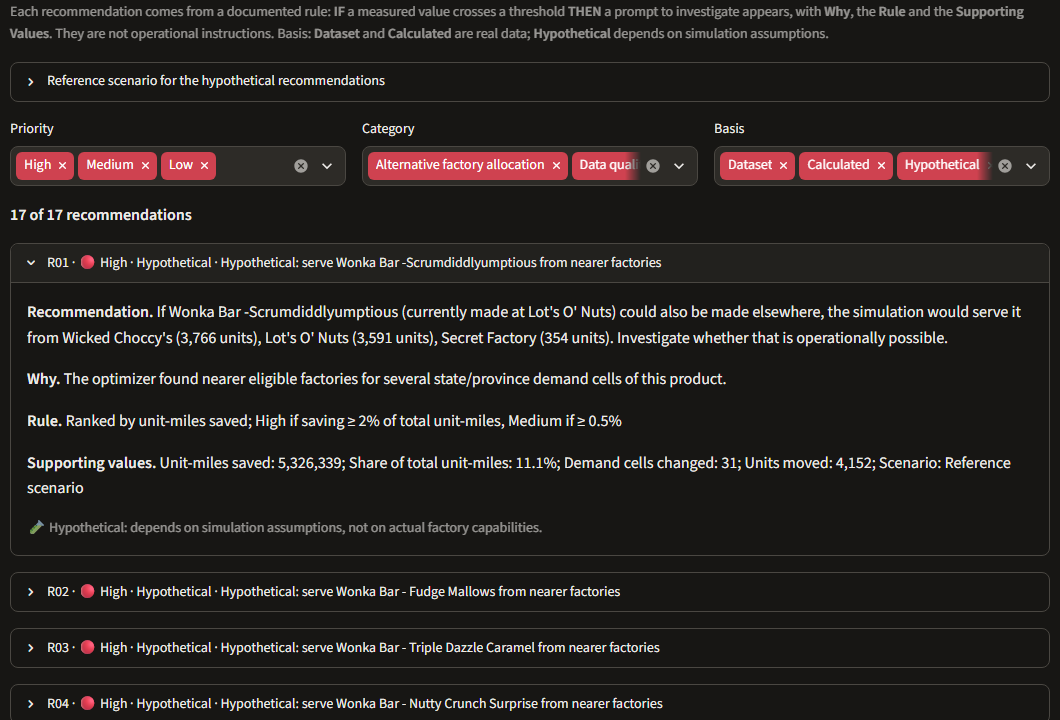 Each recommendation comes from a documented rule: IF a measured value crosses a threshold THEN a prompt to investigate appears, with Why, the Rule and the Supporting
Values. They are not operational instructions. Basis: Dataset and Calculated are real data; Hypothetical depends on simulation assumptions.
Reference scenario for the hypothetical recommendations
Priority Category Basis
High × Medium × Low × Alternative factory allocation × Data quali Dataset × Calculated × Hypothetical
17 of 17 recommendations
R01 · High · Hypothetical · Hypothetical: serve Wonka Bar -Scrumdiddlyumptious from nearer factories
Recommendation. If Wonka Bar -Scrumdiddlyumptious (currently made at Lot's O' Nuts) could also be made elsewhere, the simulation would serve it
from Wicked Choccy's (3,766 units), Lot's O' Nuts (3,591 units), Secret Factory (354 units). Investigate whether that is operationally possible.
Why. The optimizer found nearer eligible factories for several state/province demand cells of this product.
Rule. Ranked by unit-miles saved; High if saving ≥ 2% of total unit-miles, Medium if ≥ 0.5%
Supporting values. Unit-miles saved: 5,326,339; Share of total unit-miles: 11.1%; Demand cells changed: 31; Units moved: 4,152; Scenario: Reference
scenario
Hypothetical: depends on simulation assumptions, not on actual factory capabilities.
R02 · High · Hypothetical · Hypothetical: serve Wonka Bar - Fudge Mallows from nearer factories
R03 · High · Hypothetical · Hypothetical: serve Wonka Bar - Triple Dazzle Caramel from nearer factories
R04 · High · Hypothetical · Hypothetical: serve Wonka Bar - Nutty Crunch Surprise from nearer factories